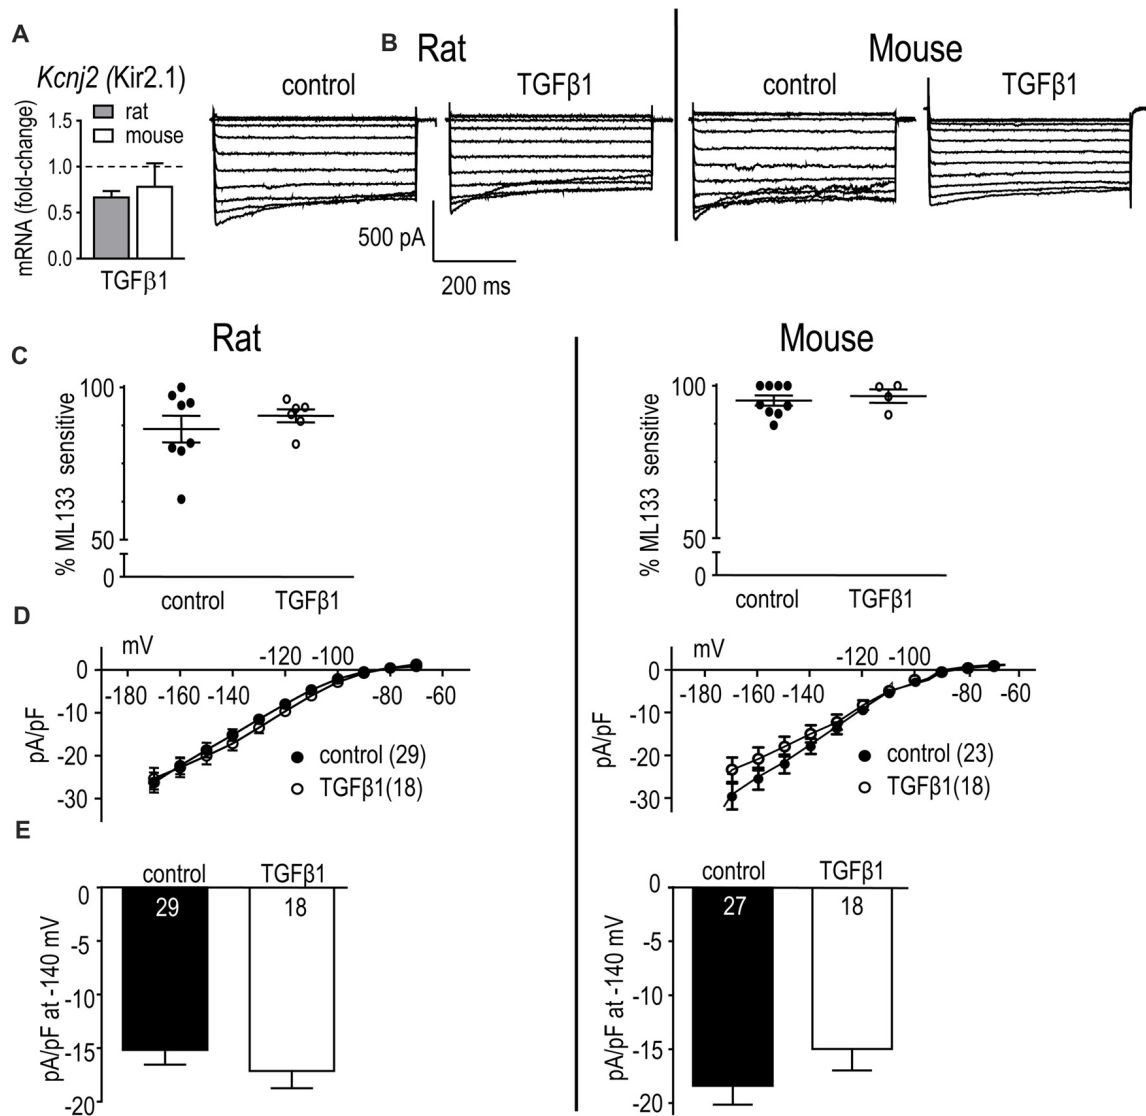 A
B
Rat
Mouse
Kcnj2 (Kir2.1)
control
TGFβ1
control
TGFβ1
rat
mouse
mRNA (fold-change)
1.5
1.0
0.5
0.0
TGFβ1
500 pA
200 ms
C
Rat
Mouse
% ML133 sensitive
100
50
0
control
TGFβ1
% ML133 sensitive
100
50
0
control
TGFβ1
D
mV
-120 -100
0
-180 -160 -140 -80 -60
-10
-20
-30
pA/pF
control (29)
TGFβ1(18)
mV
-120 -100
0
-180 -160 -140 -80 -60
-10
-20
-30
pA/pF
control (23)
TGFβ1(18)
E
control
TGFβ1
0
29
18
-5
-10
-15
-20
pA/pF at -140 mV
control
TGFβ1
0
27
18
-5
-10
-15
-20
pA/pF at -140 mV